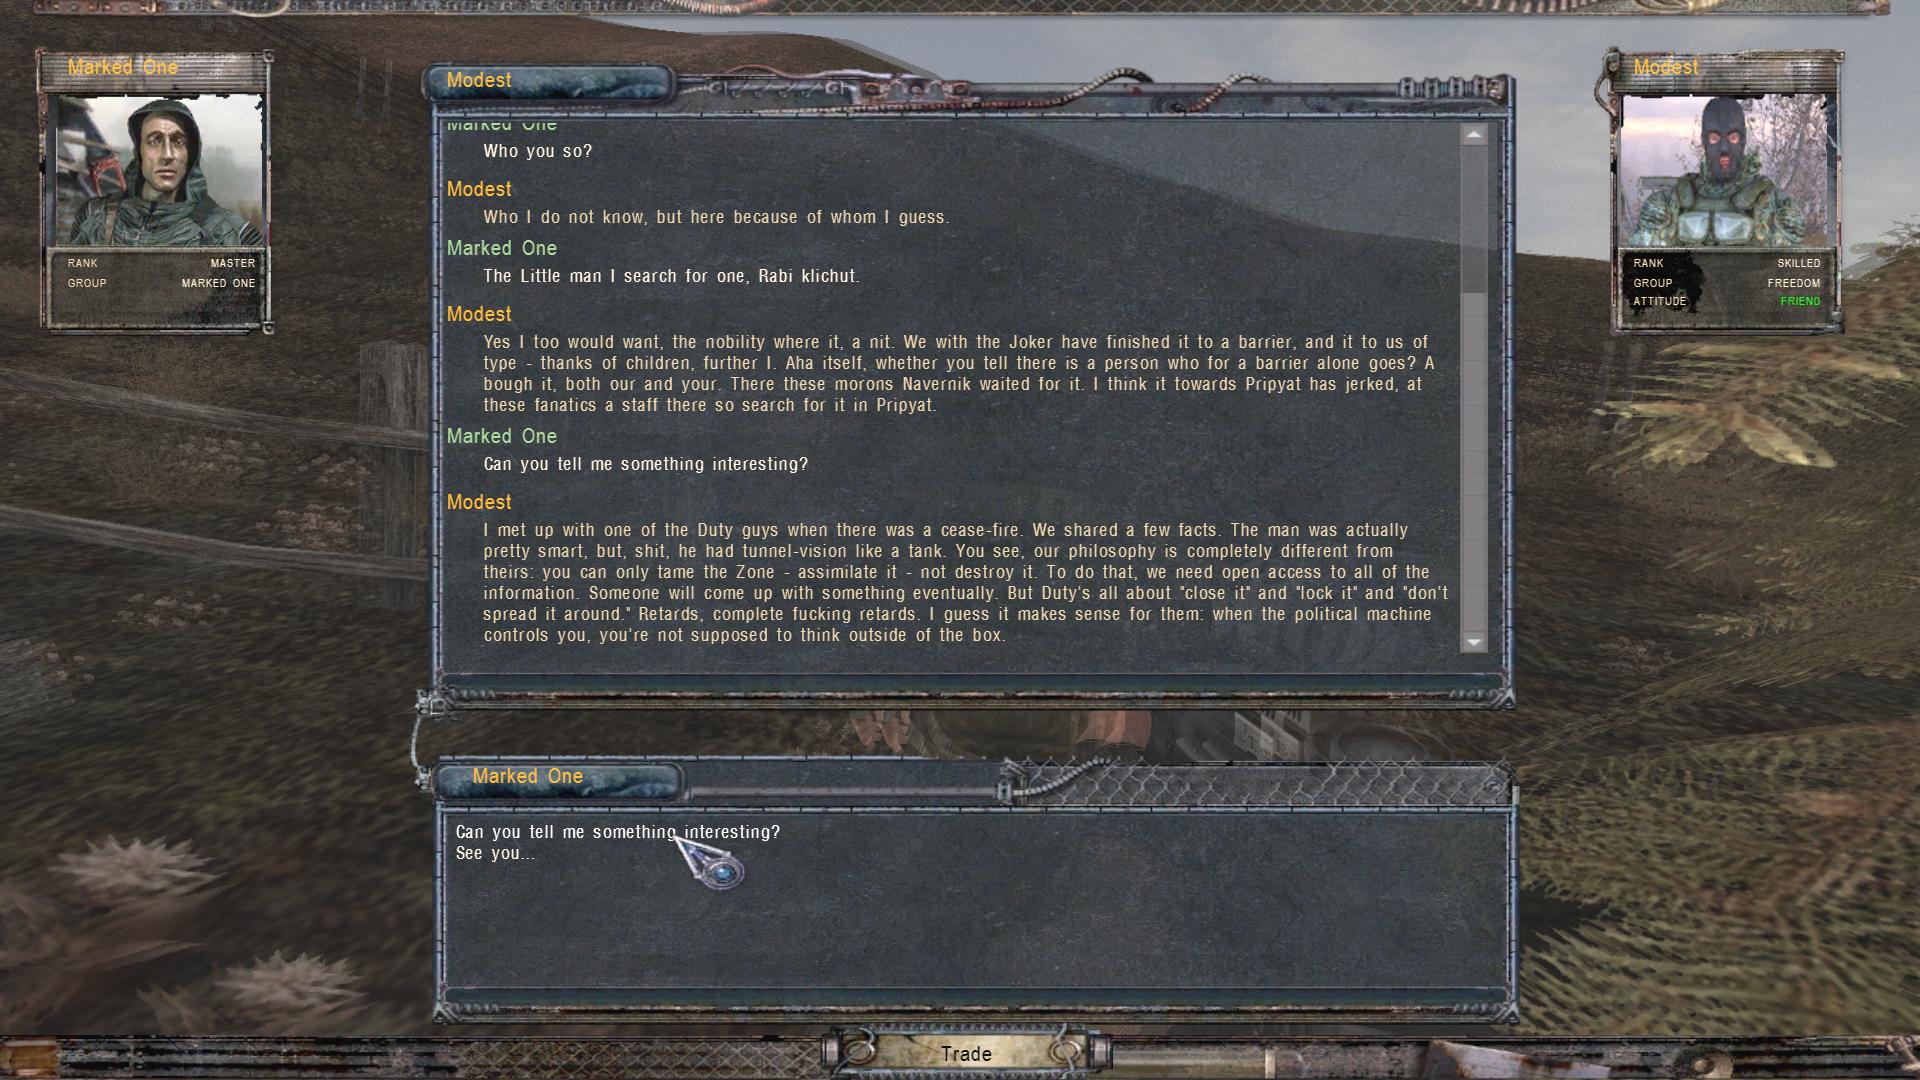 Marked One
Modest
Modest
Marked One
Who you so?
Modest
Who I do not know, but here because of whom I guess.
Marked One
The Little man I search for one, Rabi klichut.
Modest
Yes I too would want, the nobility where it, a nit. We with the Joker have finished it to a barrier, and it to us of
type - thanks of children, further I. Aha itself, whether you tell there is a person who for a barrier alone goes? A
bough it, both our and your. There these morons Navernik waited for it. I think it towards Pripyat has jerked, at
these fanatics a staff there so search for it in Pripyat.
Marked One
Can you tell me something interesting?
Modest
I met up with one of the Duty guys when there was a cease-fire. We shared a few facts. The man was actually
pretty smart, but, shit, he had tunnel-vision like a tank. You see, our philosophy is completely different from
theirs: you can only tame the Zone - assimilate it - not destroy it. To do that, we need open access to all of the
information. Someone will come up with something eventually. But Duty's all about "close it" and "lock it" and "don't
spread it around." Retards, complete fucking retards. I guess it makes sense for them: when the political machine
controls you, you're not supposed to think outside of the box.
RANK MASTER
GROUP MARKED ONE
RANK SKILLED
GROUP FREEDOM
ATTITUDE FRIEND
Marked One
Can you tell me something interesting?
See you...
Trade